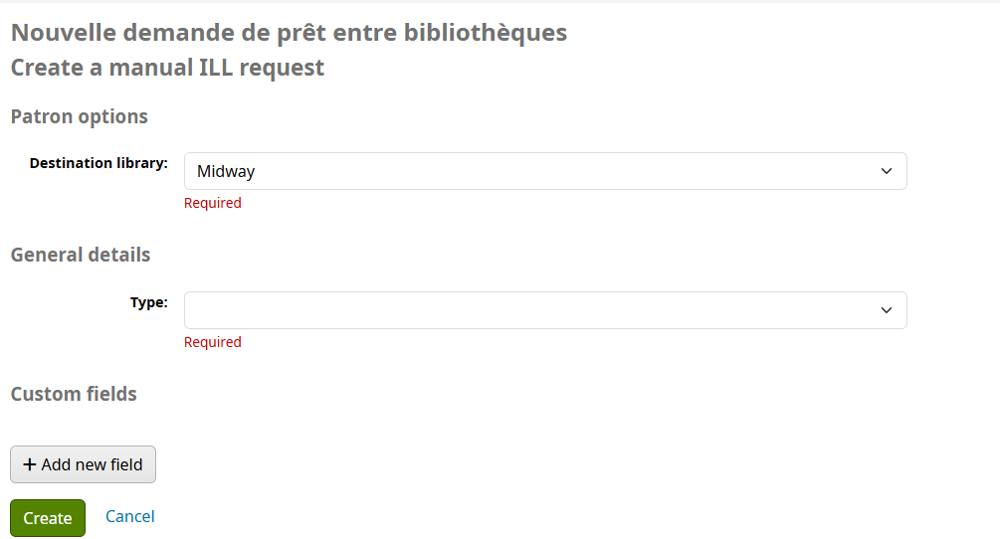 Nouvelle demande de prêt entre bibliothèques
Create a manual ILL request
Patron options
Destination library:
Midway
Required
General details
Type:
Required
Custom fields
+ Add new field
Create Cancel